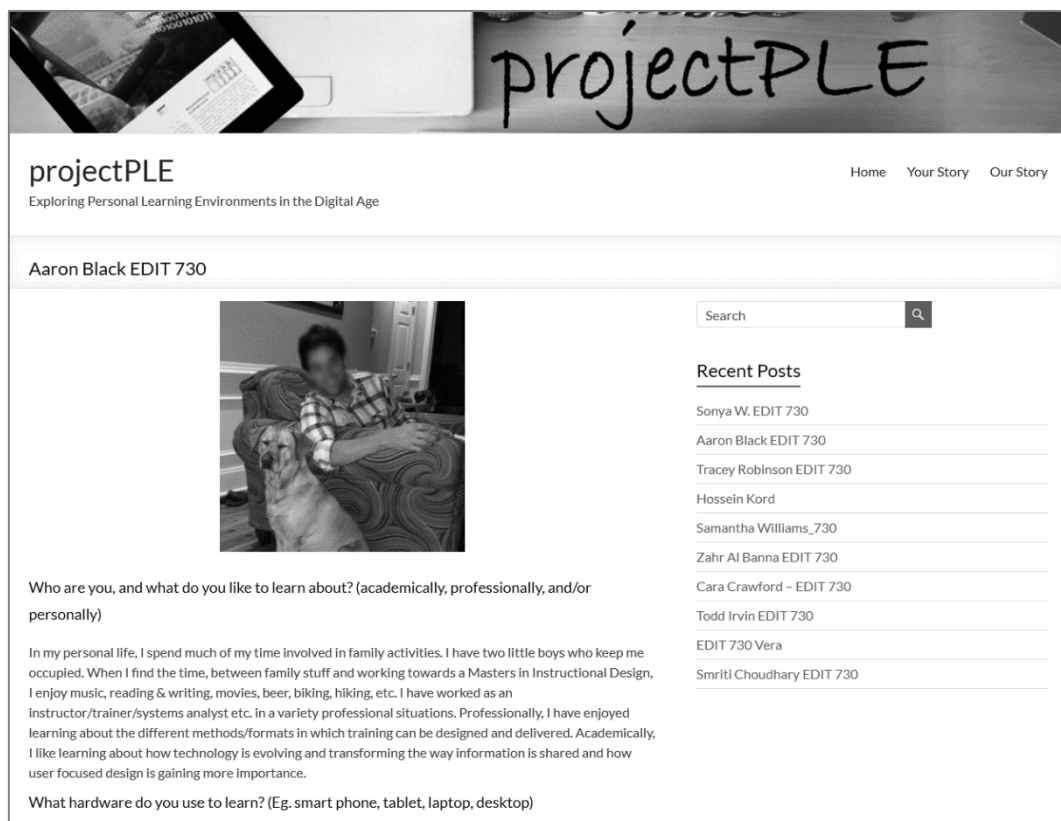 projectPLE
projectPLE
Exploring Personal Learning Environments in the Digital Age
Home Your Story Our Story
Aaron Black EDIT 730
Who are you, and what do you like to learn about? (academically, professionally, and/or
personally)
In my personal life, I spend much of my time involved in family activities. I have two little boys who keep me
occupied. When I find the time, between family stuff and working towards a Masters in Instructional Design,
I enjoy music, reading & writing, movies, beer, biking, hiking, etc. I have worked as an
instructor/trainer/systems analyst etc. in a variety professional situations. Professionally, I have enjoyed
learning about the different methods/formats in which training can be designed and delivered. Academically,
I like learning about how technology is evolving and transforming the way information is shared and how
user focused design is gaining more importance.
What hardware do you use to learn? (Eg. smart phone, tablet, laptop, desktop)
Search
Recent Posts
Sonya W. EDIT 730
Aaron Black EDIT 730
Tracey Robinson EDIT 730
Hossein Kord
Samantha Williams_730
Zahr Al Banna EDIT 730
Cara Crawford – EDIT 730
Todd Irvin EDIT 730
EDIT 730 Vera
Smriti Choudhary EDIT 730